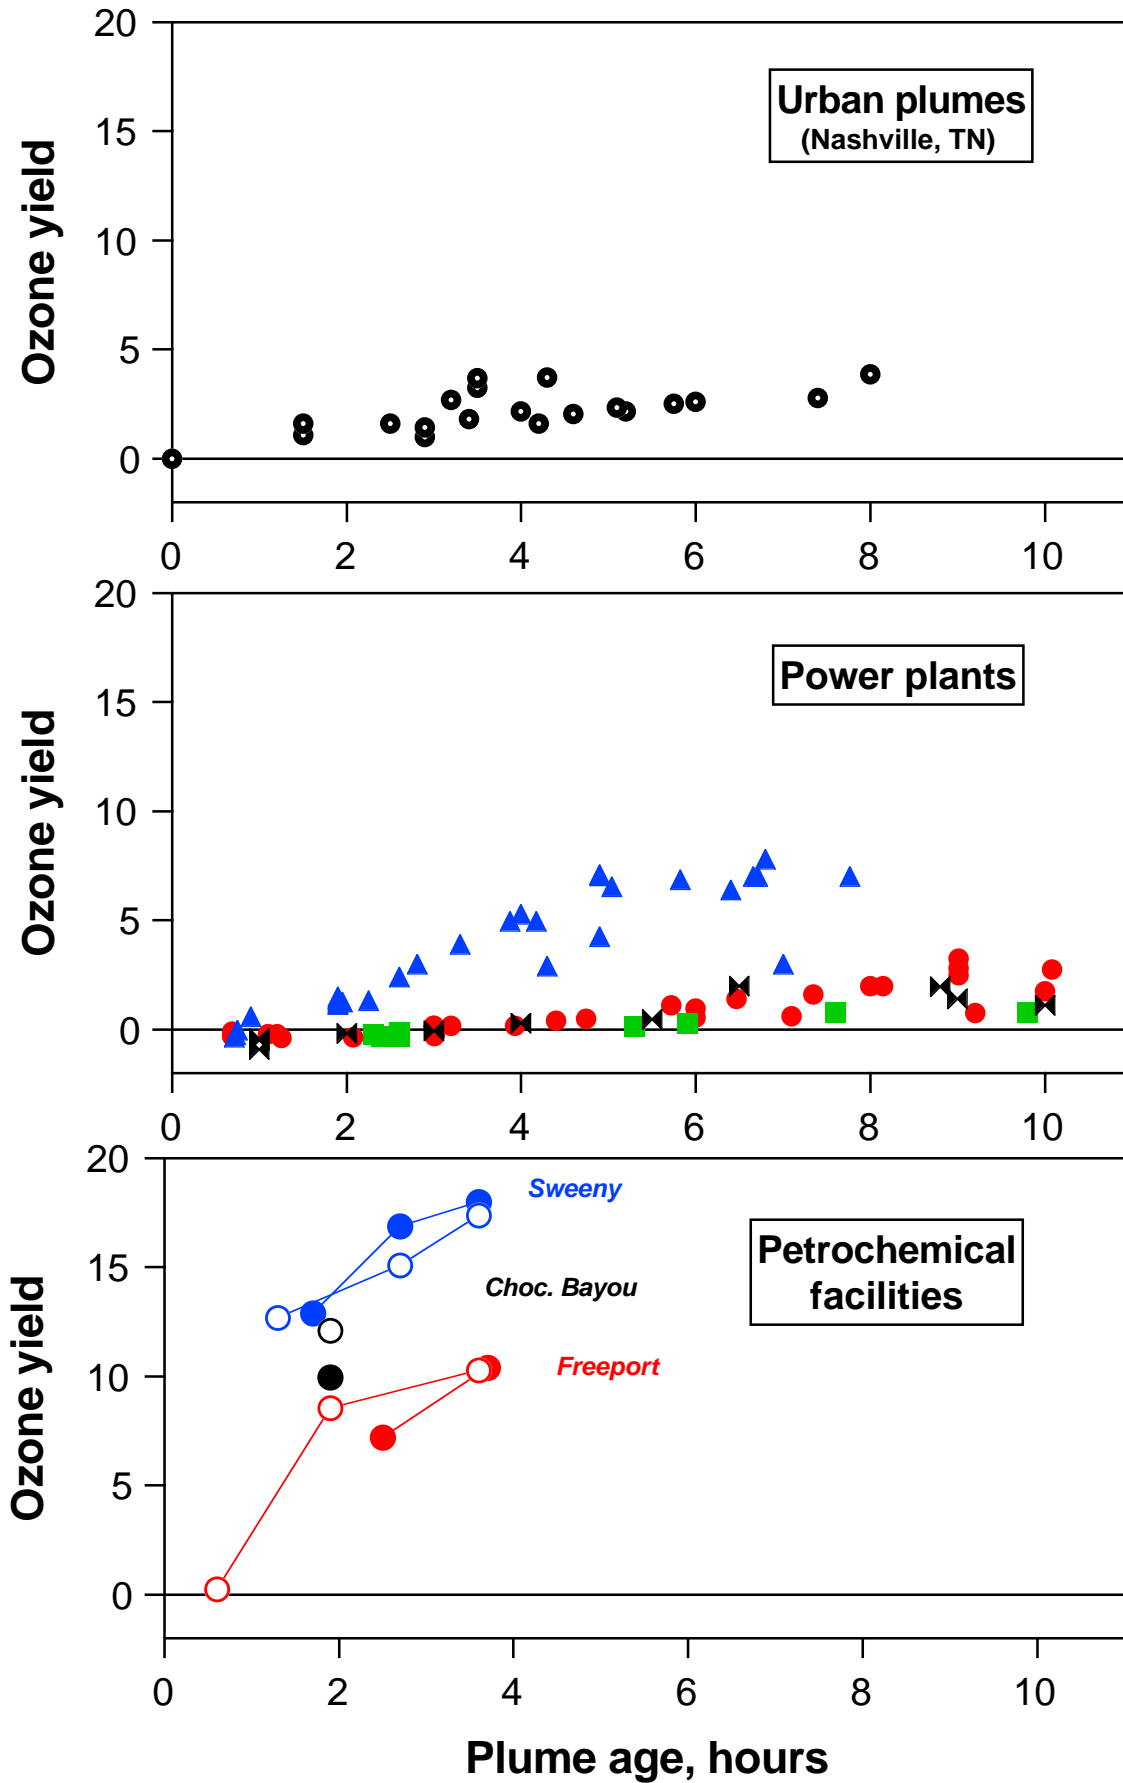 20
15
10
5
0
Ozone yield
Urban plumes
(Nashville, TN)
0 2 4 6 8 10
20
15
10
5
0
Ozone yield
Power plants
0 2 4 6 8 10
20
15
10
5
0
Ozone yield
Sweeny
Petrochemical
facilities
Choc. Bayou
Freeport
0 2 4 6 8 10
Plume age, hours